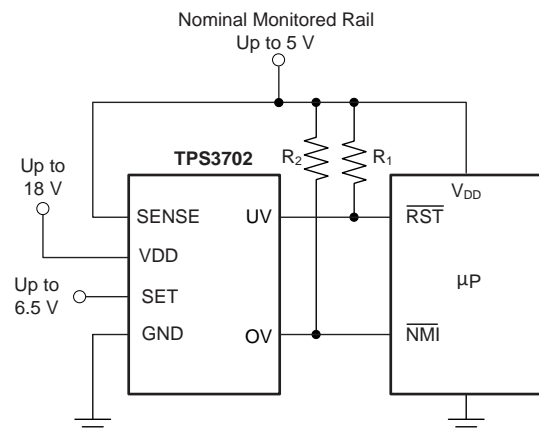 Nominal Monitored Rail
Up to 5 V
TPS3702
R₂
R₁
Up to
18 V
VDD
SENSE
UV
RST
VDD
µP
Up to
6.5 V
SET
GND
OV
NMI